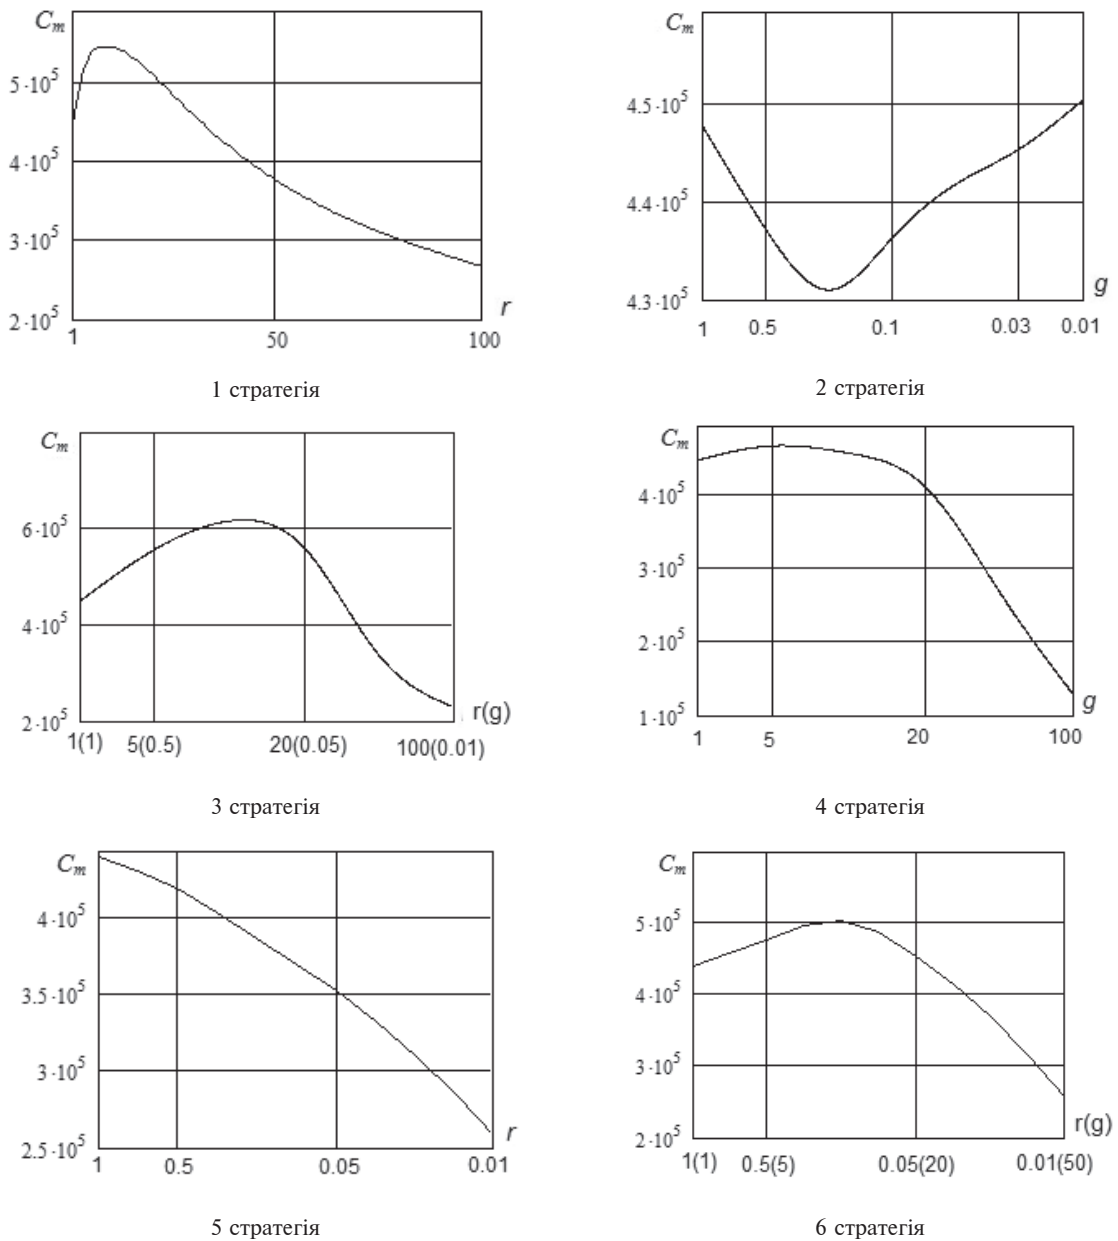 C_m
5·10^5
4·10^5
3·10^5
2·10^5
1 50 100
r
1 стратегія
C_m
4.5·10^5
4.4·10^5
4.3·10^5
1 0.5 0.1 0.03 0.01
g
2 стратегія
C_m
6·10^5
4·10^5
2·10^5
1(1) 5(0.5) 20(0.05) 100(0.01)
r(g)
3 стратегія
C_m
4·10^5
3·10^5
2·10^5
1·10^5
1 5 20 100
g
4 стратегія
C_m
4·10^5
3.5·10^5
3·10^5
2.5·10^5
1 0.5 0.05 0.01
r
5 стратегія
C_m
5·10^5
4·10^5
3·10^5
2·10^5
1(1) 0.5(5) 0.05(20) 0.01(50)
r(g)
6 стратегія